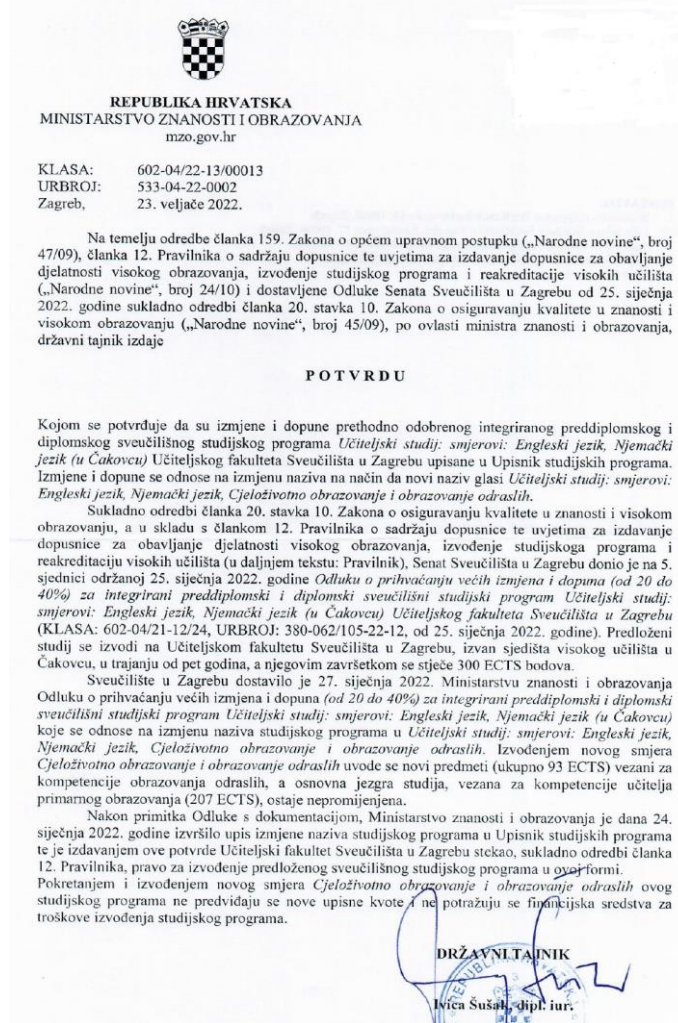 REPUBLIKA HRVATSKA
MINISTARSTVO ZNANOSTI I OBRAZOVANJA
mzo.gov.hr
KLASA: 602-04/22-13/00013
URBROJ: 533-04-22-0002
Zagreb, 23. veljače 2022.
Na temelju odredbe članka 159. Zakona o općem upravnom postupku („Narodne novine“, broj
47/09), članka 12. Pravilnika o sadržaju dopusnice te uvjetima za izdavanje dopusnice za obavljanje
djelatnosti visokog obrazovanja, izvođenje studijskog programa i reakreditacije visokih učilišta
(„Narodne novine“, broj 24/10) i dostavljene Odluke Senata Sveučilišta u Zagrebu od 25. siječnja
2022. godine sukladno odredbi članka 20. stavka 10. Zakona o osiguravanju kvalitete u znanosti i
visokom obrazovanju („Narodne novine“, broj 45/09), po ovlasti ministra znanosti i obrazovanja,
državni tajnik izdaje
P O T V R D U
Kojom se potvrđuje da su izmjene i dopune prethodno odobrenog integriranog preddiplomskog i
diplomskog sveučilišnog studijskog programa Učiteljski studij: smjerovi: Engleski jezik, Njemački
jezik (u Čakovcu) Učiteljskog fakulteta Sveučilišta u Zagrebu upisane u Upisnik studijskih programa.
Izmjene i dopune se odnose na izmjenu naziva na način da novi naziv glasi Učiteljski studij: smjerovi:
Engleski jezik, Njemački jezik, Cjeloživotno obrazovanje i obrazovanje odraslih.
Sukladno odredbi članka 20. stavka 10. Zakona o osiguravanju kvalitete u znanosti i visokom
obrazovanju, a u skladu s člankom 12. Pravilnika o sadržaju dopusnice te uvjetima za izdavanje
dopusnice za obavljanje djelatnosti visokog obrazovanja, izvođenje studijskoga programa i
reakreditaciju visokih učilišta (u daljnjem tekstu: Pravilnik), Senat Sveučilišta u Zagrebu donio je na 5.
sjednici održanoj 25. siječnja 2022. godine Odluku o prihvaćanju većih izmjena i dopuna (od 20 do
40%) za integrirani preddiplomski i diplomski sveučilišni studijski program Učiteljski studij:
smjerovi: Engleski jezik, Njemački jezik (u Čakovcu) Učiteljskog fakulteta Sveučilišta u Zagrebu
(KLASA: 602-04/21-12/24, URBROJ: 380-062/105-22-12, od 25. siječnja 2022. godine). Predloženi
studij se izvodi na Učiteljskom fakultetu Sveučilišta u Zagrebu, izvan sjedišta visokog učilišta u
Čakovcu, u trajanju od pet godina, a njegovim završetkom se stječe 300 ECTS bodova.
Sveučilište u Zagrebu dostavilo je 27. siječnja 2022. Ministarstvu znanosti i obrazovanja
Odluku o prihvaćanju većih izmjena i dopuna (od 20 do 40%) za integrirani preddiplomski i diplomski
sveučilišni studijski program Učiteljski studij: smjerovi: Engleski jezik, Njemački jezik (u Čakovcu)
koje se odnose na izmjenu naziva studijskog programa u Učiteljski studij: smjerovi: Engleski jezik,
Njemački jezik, Cjeloživotno obrazovanje i obrazovanje odraslih. Izvođenjem novog smjera
Cjeloživotno obrazovanje i obrazovanje odraslih uvode se novi predmeti (ukupno 93 ECTS) vezani za
kompetencije obrazovanja odraslih, a osnovna jezgra studija, vezana za kompetencije učitelja
primarnog obrazovanja (207 ECTS), ostaje nepromijenjena.
Nakon primitka Odluke s dokumentacijom, Ministarstvo znanosti i obrazovanja je dana 24.
siječnja 2022. godine izvršilo upis izmjene naziva studijskog programa u Upisnik studijskih programa
te je izdavanjem ove potvrde Učiteljski fakultet Sveučilišta u Zagrebu stekao, sukladno odredbi članka
12. Pravilnika, pravo za izvođenje predloženog sveučilišnog studijskog programa u ovoj formi.
Pokretanjem i izvođenjem novog smjera Cjeloživotno obrazovanje i obrazovanje odraslih ovog
studijskog programa ne predviđaju se nove upisne kvote i ne potražuju se financijska sredstva za
troškove izvođenja studijskog programa.
DRŽAVNI TAJNIK
Ivica Šušak, dipl. iur.